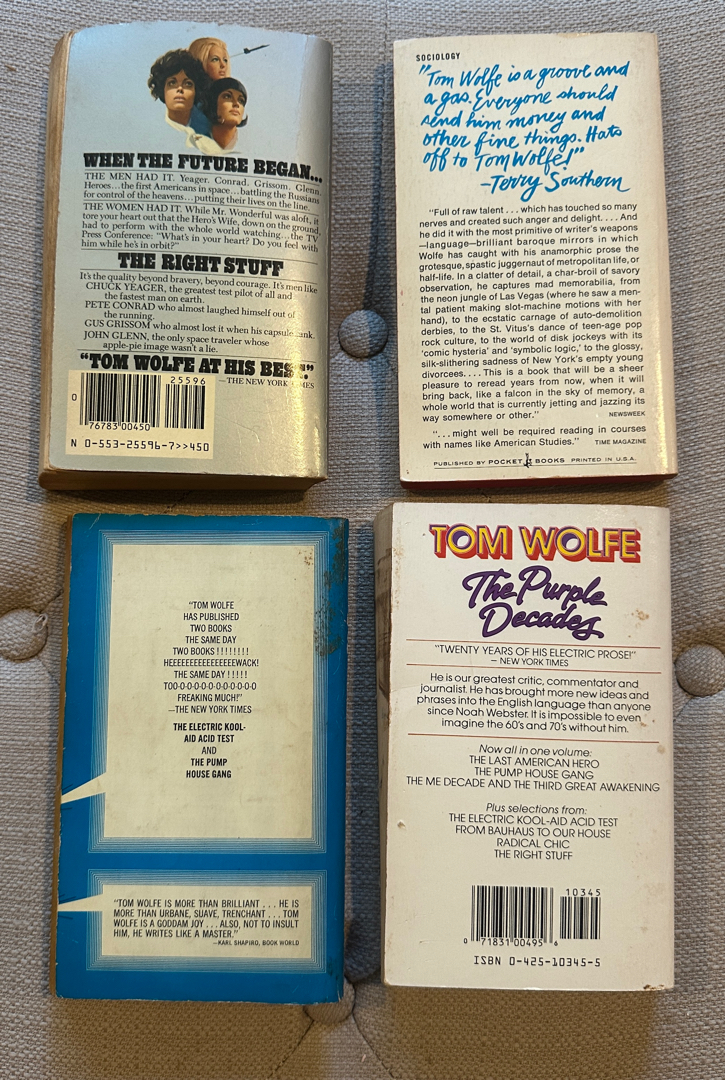 WHEN THE FUTURE BEGAN...
THE MEN HAD IT. Yeager. Conrad. Grissom. Glenn.
Heroes...the first Americans in space...battling the Russians
for control of the heavens...putting their lives on the line.
THE WOMEN HAD IT. While Mr. Wonderful was aloft, it
tore your heart out that the Hero's Wife, down on the ground,
had to perform with the whole world watching...the TV
Press Conference: "What's in your heart? Do you feel with
him while he's in orbit?"
THE RIGHT STUFF
It's the quality beyond bravery, beyond courage. It's men like
CHUCK YEAGER, the greatest test pilot of all and
the fastest man on earth.
PETE CONRAD who almost laughed himself out of
the running.
GUS GRISSOM who almost lost it when his capsule
JOHN GLENN, the only space traveler whose
apple-pie image wasn't a lie.
"TOM WOLFE AT HIS BEST."
—THE NEW YORK TIMES
25596
0
7678300450
N 0-553-25596-7>>450
SOCIOLOGY
"Tom Wolfe is a groove and
a gas. Everyone should
send him money and
other fine things. Hats
off to Tom Wolfe!"
-Terry Southern
"Full of raw talent . . . which has touched so many
nerves and created such anger and delight. . . . And
he did it with the most primitive of writer's weapons
—language—brilliant baroque mirrors in which
Wolfe has caught with his anamorphic prose the
grotesque, spastic juggernaut of metropolitan life, or
half-life. In a clatter of detail, a char-broil of savory
observation, he captures mad memorabilia, from
the neon jungle of Las Vegas (where he saw a men-
tal patient making slot-machine motions with her
hand), to the ecstatic carnage of auto-demolition
derbies, to the St. Vitus's dance of teen-age pop
rock culture, to the world of disk jockeys with its
'comic hysteria' and 'symbolic logic,' to the glossy,
silk-slithering sadness of New York's empty young
divorcees. . . . This is a book that will be a sheer
pleasure to reread years from now, when it will
bring back, like a falcon in the sky of memory, a
whole world that is currently jetting and jazzing its
way somewhere or other."
NEWSWEEK
". . . might well be required reading in courses
with names like American Studies." TIME MAGAZINE
PUBLISHED BY POCKET BOOKS PRINTED IN U.S.A.
"TOM WOLFE
HAS PUBLISHED
TWO BOOKS
THE SAME DAY
TWO BOOKS ! ! ! ! ! ! ! !
HEEEEEEEEEEEEEEEWACK!
THE SAME DAY ! ! ! ! !
TOO-O-O-O-O-O-O-O-O-O-O
FREAKING MUCH!"
—THE NEW YORK TIMES
THE ELECTRIC KOOL-
AID ACID TEST
AND
THE PUMP
HOUSE GANG
"TOM WOLFE IS MORE THAN BRILLIANT . . . HE IS
MORE THAN URBANE, SUAVE, TRENCHANT . . . TOM
WOLFE IS A GODDAM JOY . . . ALSO, NOT TO INSULT
HIM, HE WRITES LIKE A MASTER."
—KARL SHAPIRO, BOOK WORLD
TOM WOLFE
The Purple
Decades
"TWENTY YEARS OF HIS ELECTRIC PROSE!"
— NEW YORK TIMES
He is our greatest critic, commentator and
journalist. He has brought more new ideas and
phrases into the English language than anyone
since Noah Webster. It is impossible to even
imagine the 60's and 70's without him.
Now all in one volume:
THE LAST AMERICAN HERO
THE PUMP HOUSE GANG
THE ME DECADE AND THE THIRD GREAT AWAKENING
Plus selections from:
THE ELECTRIC KOOL-AID ACID TEST
FROM BAUHAUS TO OUR HOUSE
RADICAL CHIC
THE RIGHT STUFF
10345
0 71831 00495 6
ISBN 0-425-10345-5